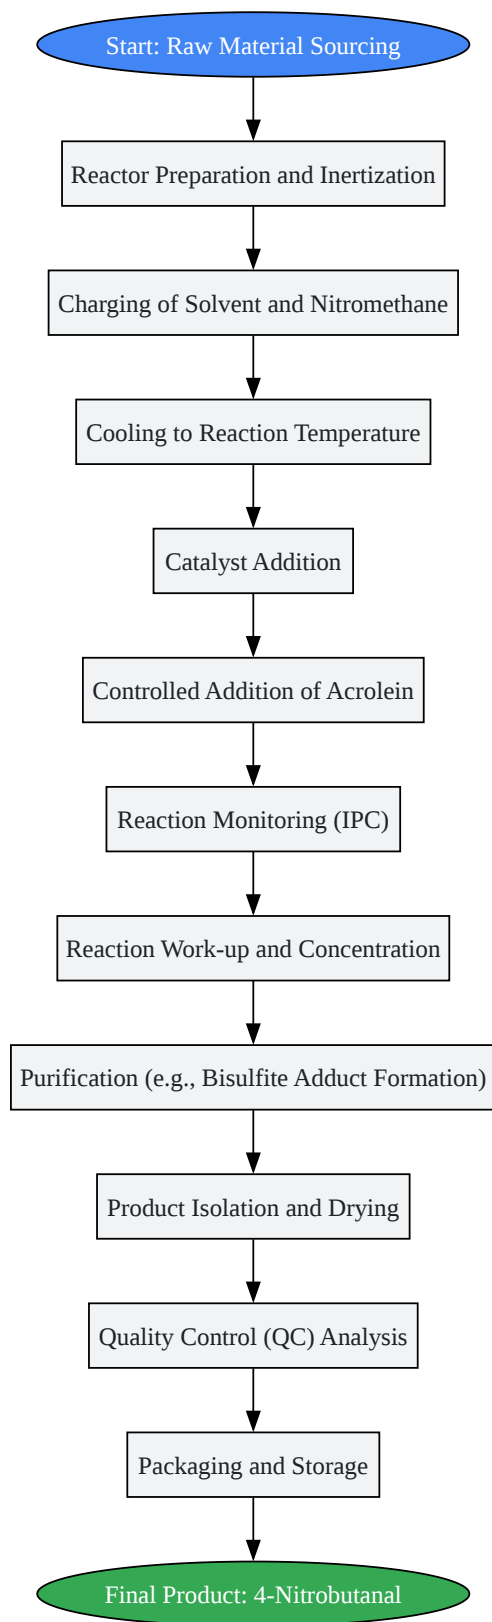 Start: Raw Material Sourcing
Reactor Preparation and Inertization
Charging of Solvent and Nitromethane
Cooling to Reaction Temperature
Catalyst Addition
Controlled Addition of Acrolein
Reaction Monitoring (IPC)
Reaction Work-up and Concentration
Purification (e.g., Bisulfite Adduct Formation)
Product Isolation and Drying
Quality Control (QC) Analysis
Packaging and Storage
Final Product: 4-Nitrobutanal